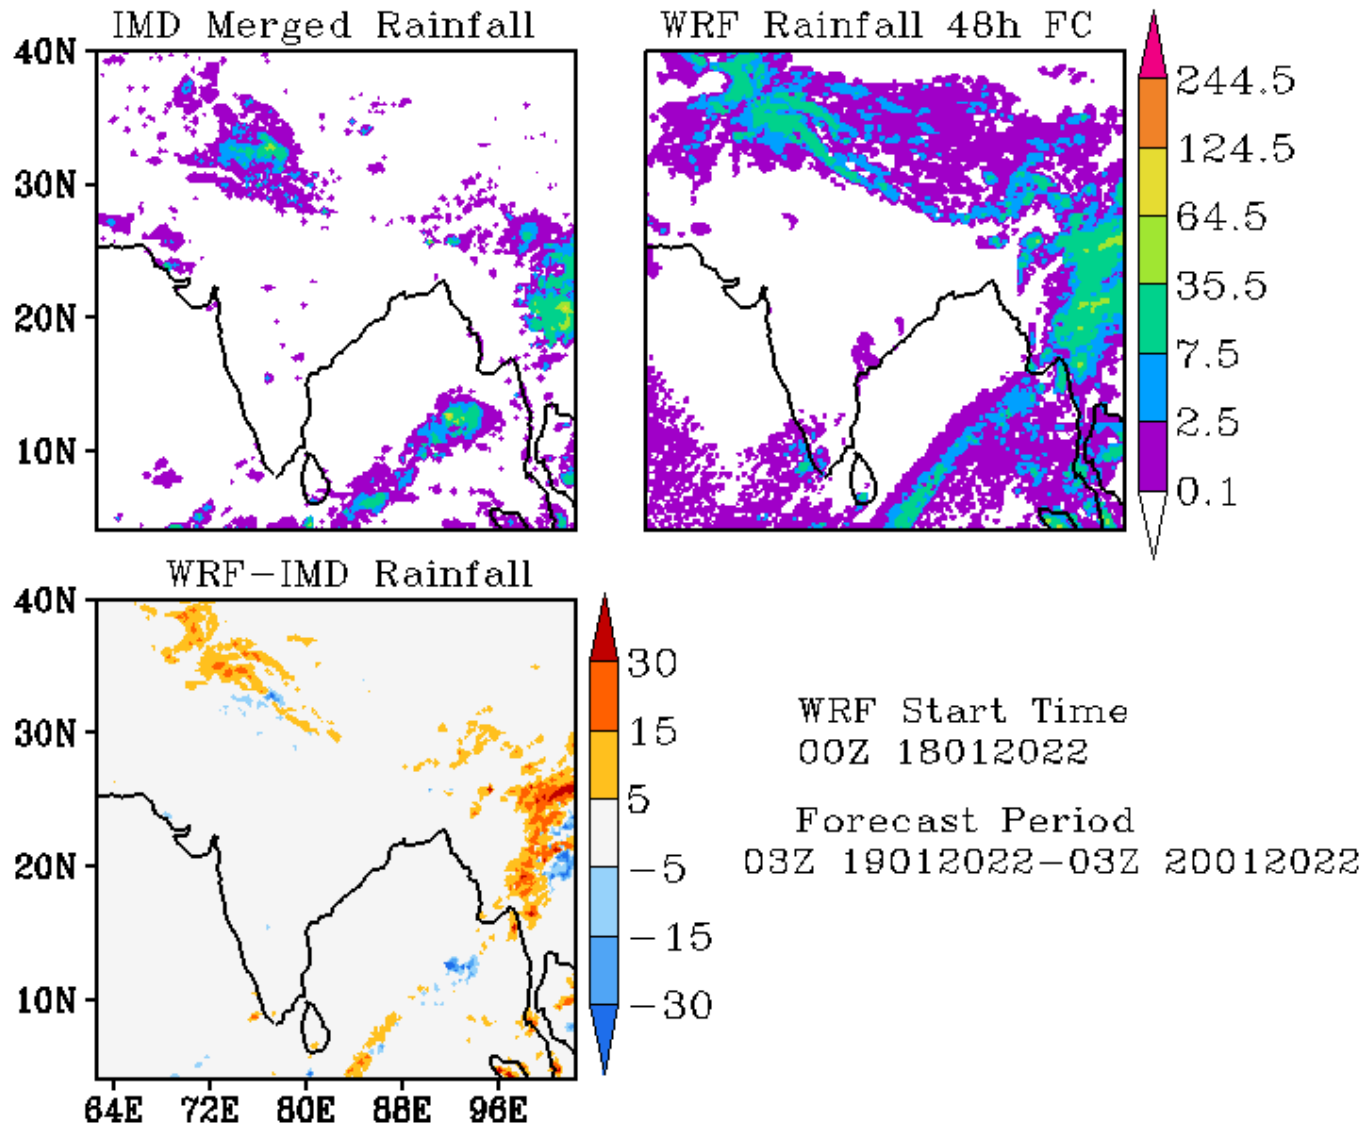 IMD Merged Rainfall
WRF Rainfall 48h FC
40N
30N
20N
10N
244.5
124.5
64.5
35.5
7.5
2.5
0.1
WRF-IMD Rainfall
40N
30N
20N
10N
64E 72E 80E 88E 96E
30
15
5
-5
-15
-30
WRF Start Time
00Z 18012022
Forecast Period
03Z 19012022-03Z 20012022